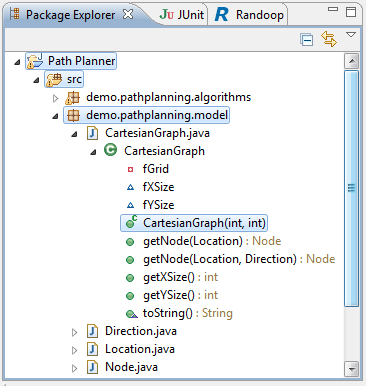 Package Explorer JUnit Randoop
Path Planner
src
demo.pathplanning.algorithms
demo.pathplanning.model
CartesianGraph.java
CartesianGraph
fGrid
fXSize
fYSize
CartesianGraph(int, int)
getNode(Location) : Node
getNode(Location, Direction) : Node
getXSize() : int
getYSize() : int
toString() : String
Direction.java
Location.java
Node.java